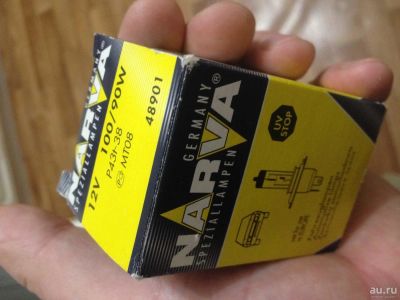 NARVA
SPEZIALLAMPEN
12V 100/90W
P43t-38
MT08
48901
GERMANY
NARVA®
SPEZIALLAMPEN
UV
STOP
au.ru